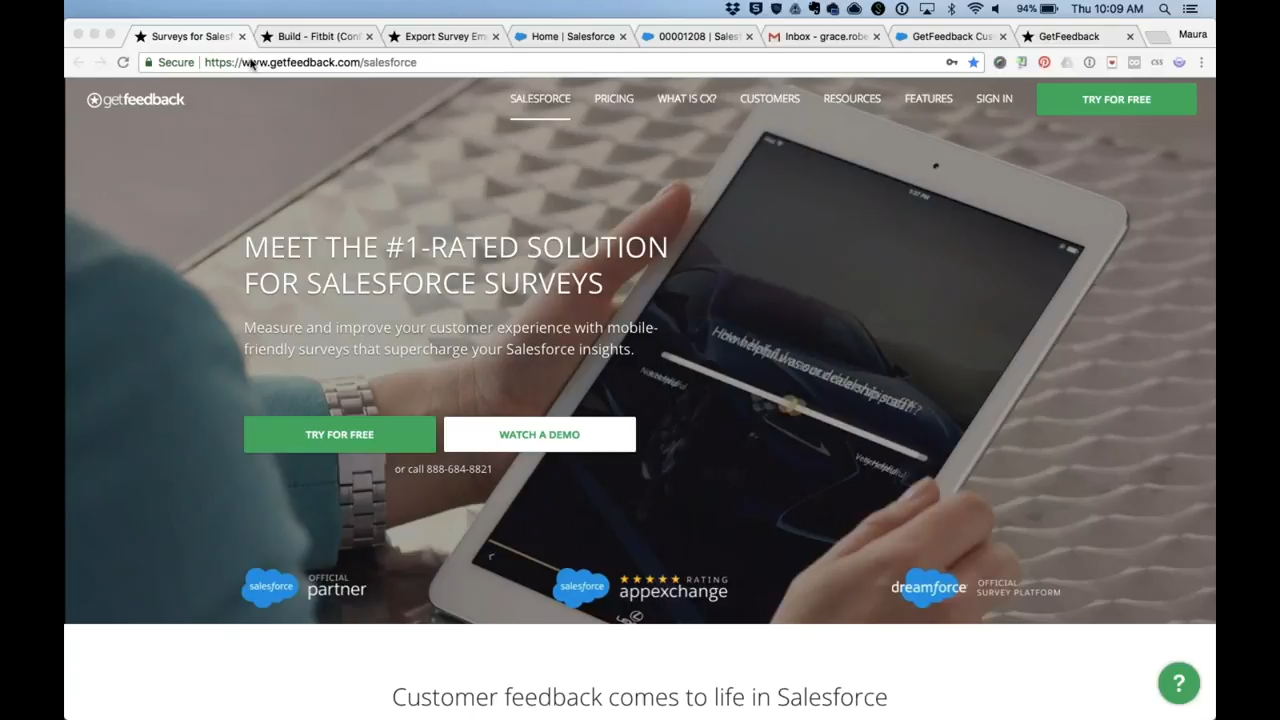 94% Thu 10:09 AM
Surveys for Salesf
Build - Fitbit (Conf
Export Survey Em
Home | Salesforce
00001208 | Sales
Inbox - grace.robe
GetFeedback Cus
GetFeedback
Maura
Secure https://www.getfeedback.com/salesforce
getfeedback
SALESFORCE PRICING WHAT IS CX? CUSTOMERS RESOURCES FEATURES SIGN IN TRY FOR FREE
1:37 PM
MEET THE #1-RATED SOLUTION
FOR SALESFORCE SURVEYS
Measure and improve your customer experience with mobile-
friendly surveys that supercharge your Salesforce insights.
TRY FOR FREE WATCH A DEMO
or call 888-684-8821
salesforce OFFICIAL partner
salesforce RATING appexchange
dreamforce OFFICIAL SURVEY PLATFORM
Customer feedback comes to life in Salesforce
?